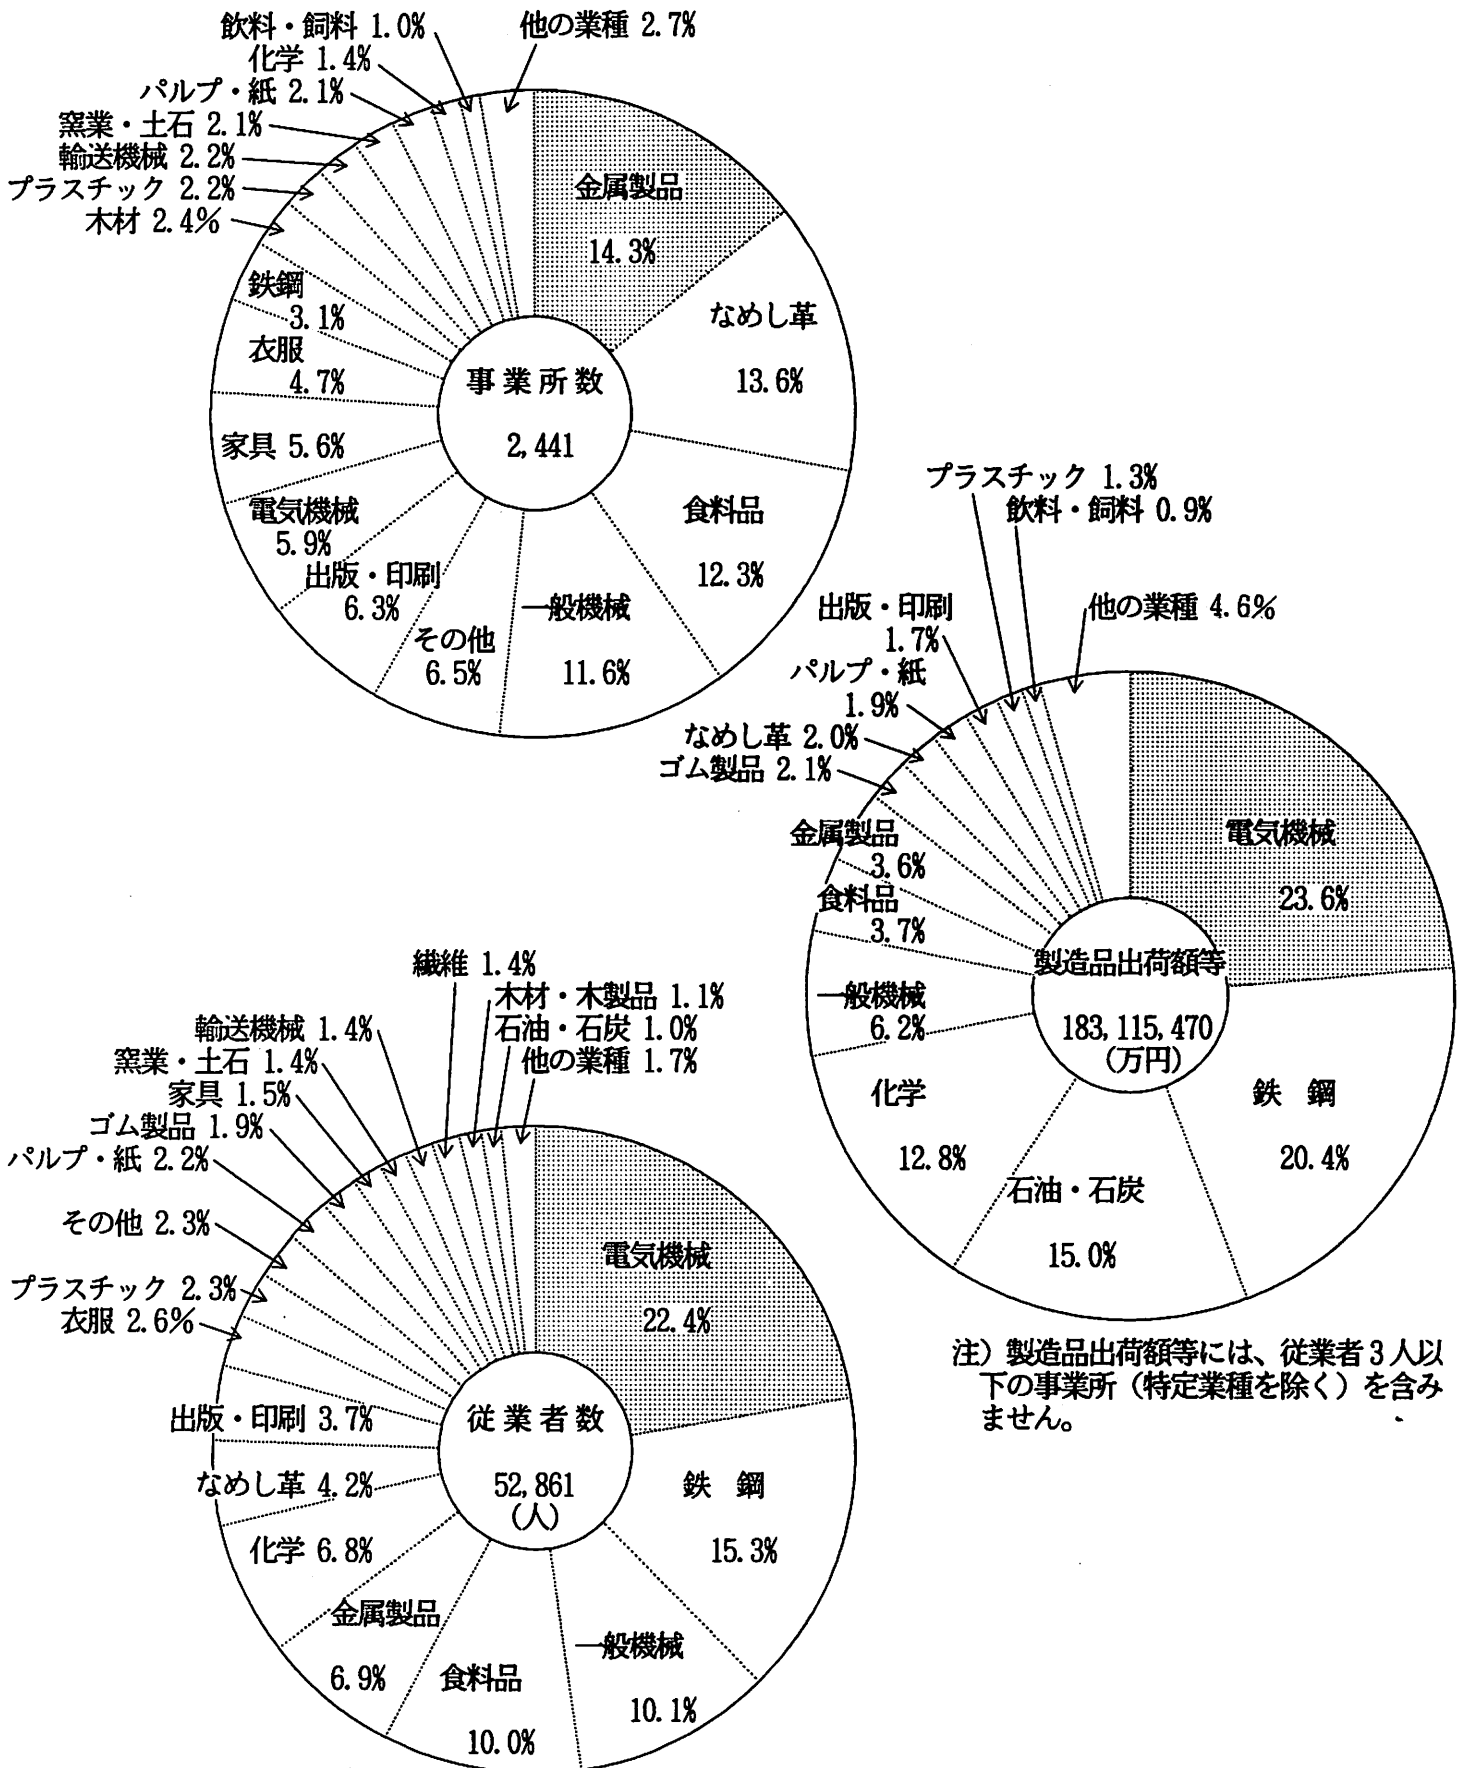 飲料・飼料 1.0%
他の業種 2.7%
化学 1.4%
パルプ・紙 2.1%
窯業・土石 2.1%
輸送機械 2.2%
プラスチック 2.2%
木材 2.4%
金属製品
14.3%
なめし革
13.6%
食料品
12.3%
一般機械
11.6%
その他
6.5%
出版・印刷
6.3%
電気機械
5.9%
家具 5.6%
衣服
4.7%
鉄鋼
3.1%
事業所数
2,441
プラスチック 1.3%
飲料・飼料 0.9%
他の業種 4.6%
出版・印刷
1.7%
パルプ・紙
1.9%
なめし革 2.0%
ゴム製品 2.1%
金属製品
3.6%
食料品
3.7%
一般機械
6.2%
化学
12.8%
石油・石炭
15.0%
鉄 鋼
20.4%
電気機械
23.6%
製造品出荷額等
183,115,470
(万円)
注）製造品出荷額等には、従業者3人以
下の事業所（特定業種を除く）を含み
ません。
繊維 1.4%
木材・木製品 1.1%
石油・石炭 1.0%
他の業種 1.7%
輸送機械 1.4%
窯業・土石 1.4%
家具 1.5%
ゴム製品 1.9%
パルプ・紙 2.2%
その他 2.3%
プラスチック 2.3%
衣服 2.6%
出版・印刷 3.7%
なめし革 4.2%
化学 6.8%
金属製品
6.9%
食料品
10.0%
一般機械
10.1%
鉄 鋼
15.3%
電気機械
22.4%
従業者数
52,861
(人)